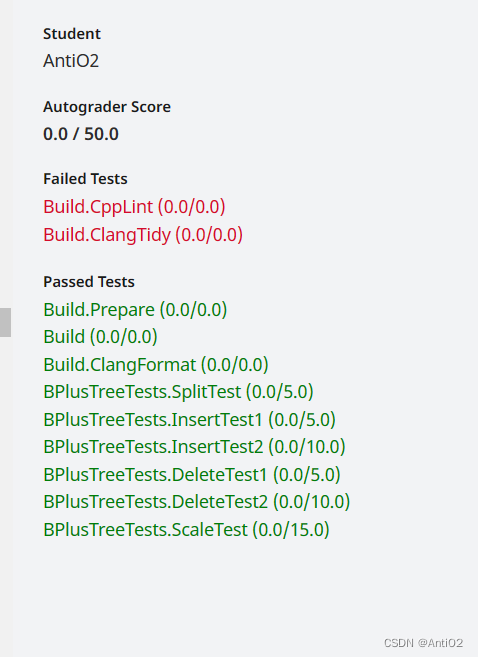 Student
AntiO2
Autograder Score
0.0 / 50.0
Failed Tests
Build.CppLint (0.0/0.0)
Build.ClangTidy (0.0/0.0)
Passed Tests
Build.Prepare (0.0/0.0)
Build (0.0/0.0)
Build.ClangFormat (0.0/0.0)
BPlusTreeTests.SplitTest (0.0/5.0)
BPlusTreeTests.InsertTest1 (0.0/5.0)
BPlusTreeTests.InsertTest2 (0.0/10.0)
BPlusTreeTests.DeleteTest1 (0.0/5.0)
BPlusTreeTests.DeleteTest2 (0.0/10.0)
BPlusTreeTests.ScaleTest (0.0/15.0)
CSDN @AntiO2